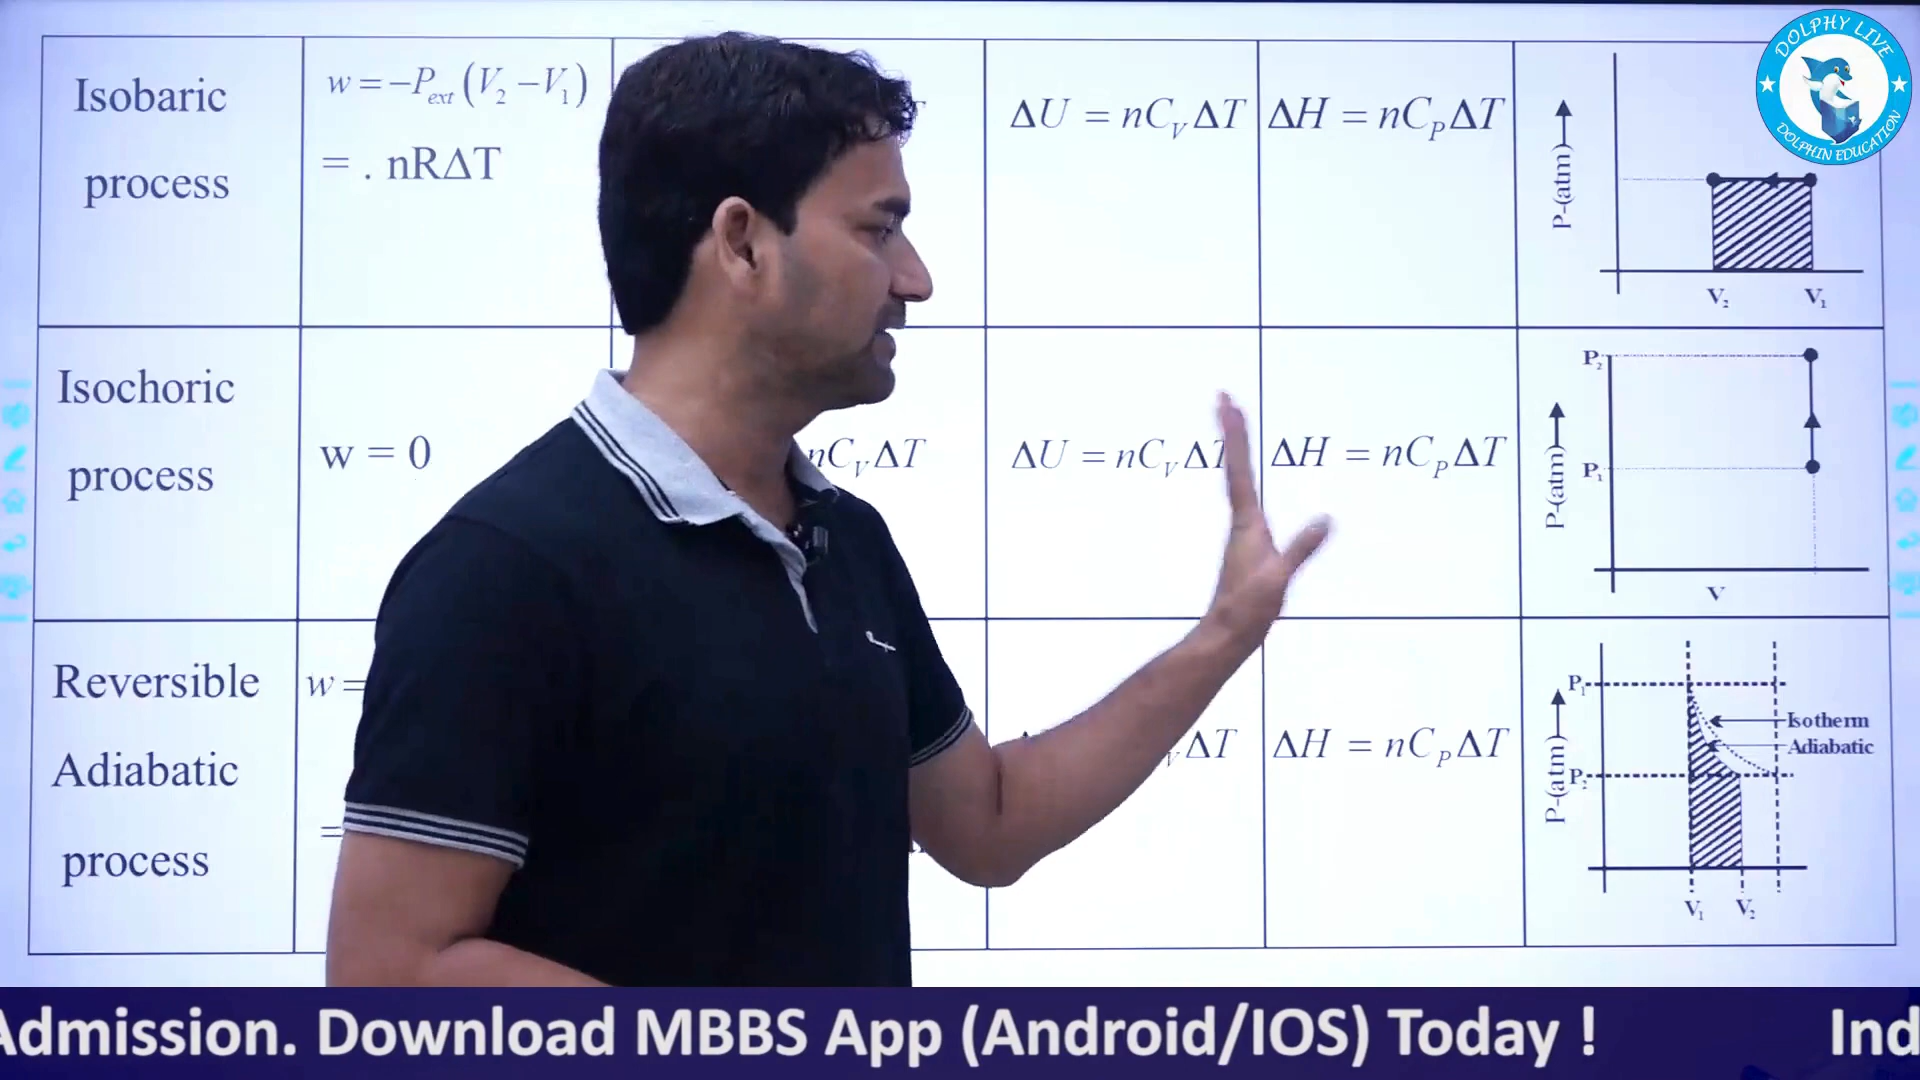 Isobaric
process
w = −P_ext (V₂ − V₁)
= . nRΔT
ΔU = nC_VΔT
ΔH = nC_PΔT
P-(atm)
V₂ V₁
DOLPHY LIVE
DOLPHIN EDUCATION
Isochoric
process
w = 0
nC_VΔT
ΔU = nC_VΔT
ΔH = nC_PΔT
P₂
P₁
P-(atm)
V
Reversible
Adiabatic
process
w =
=
ΔT
ΔH = nC_PΔT
P₁
P₂
P-(atm)
Isotherm
Adiabatic
V₁ V₂
Admission. Download MBBS App (Android/IOS) Today ! Ind